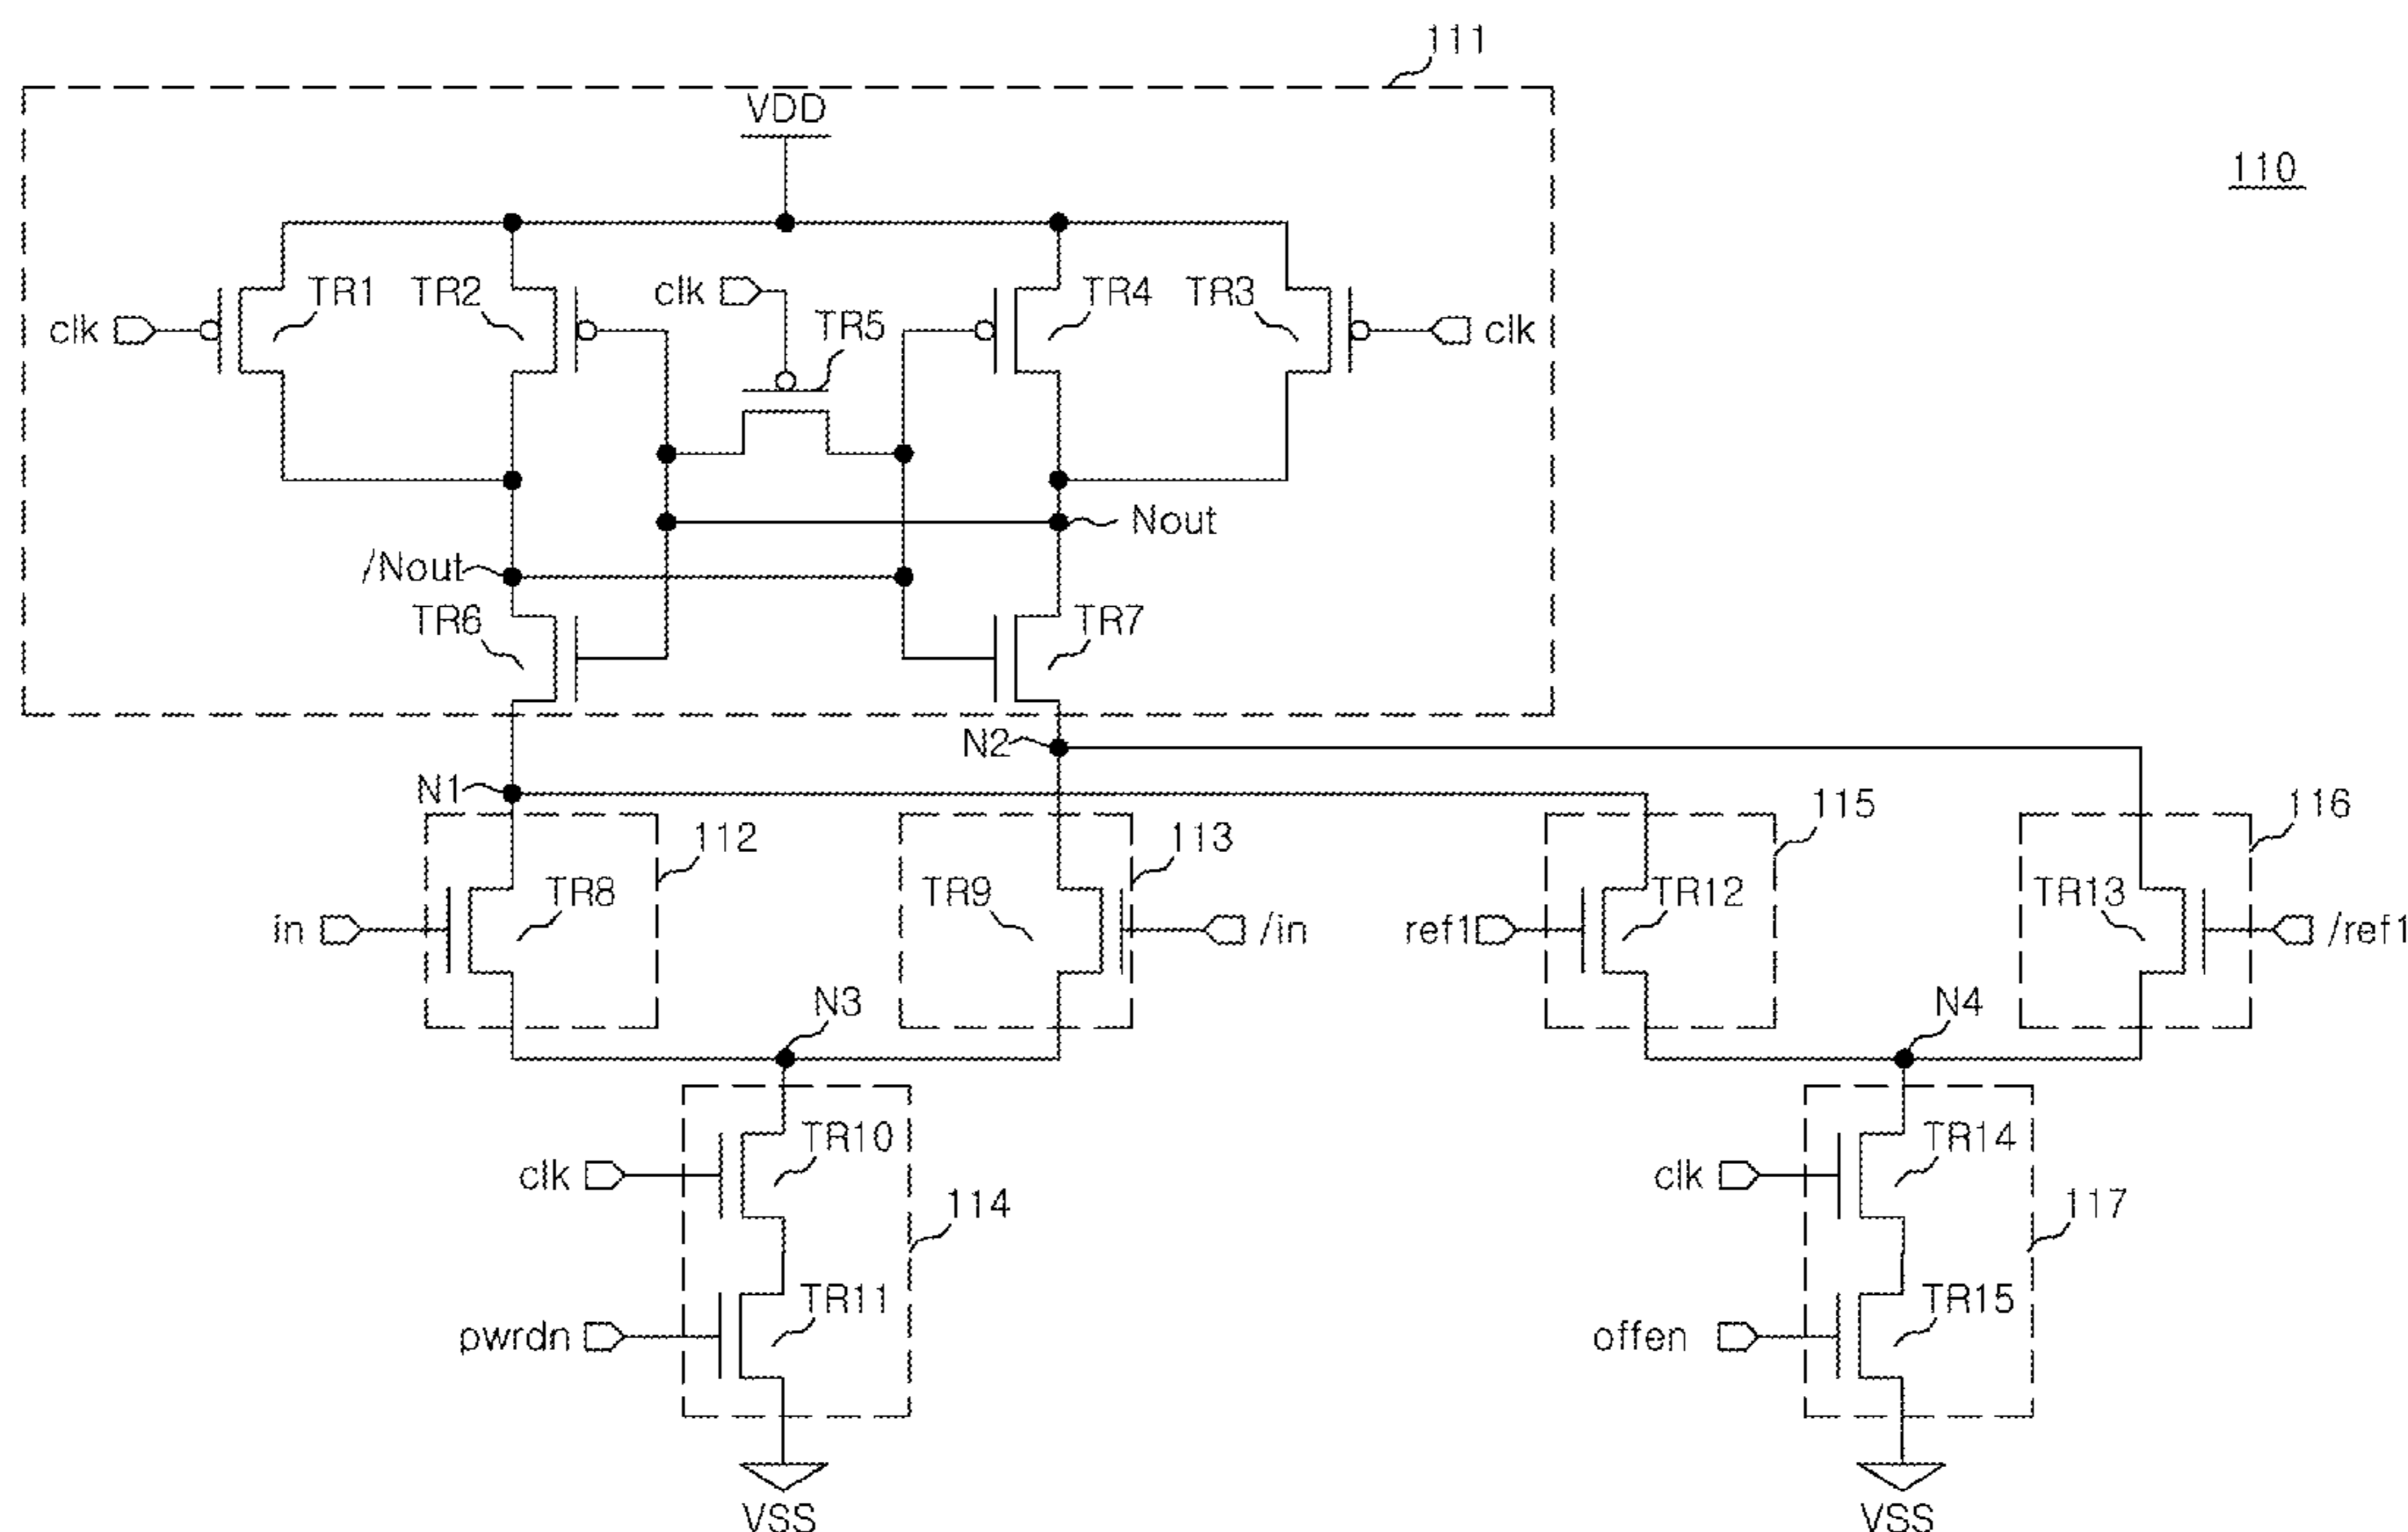 111
VDD
110
clk
TR1
TR2
clk
TR5
TR4
TR3
clk
Nout
/Nout
TR6
TR7
N2
N1
112
113
115
116
in
TR8
TR9
/in
ref1
TR12
TR13
/ref1
N3
N4
clk
TR10
114
clk
TR14
117
pwrdn
TR11
offen
TR15
VSS
VSS